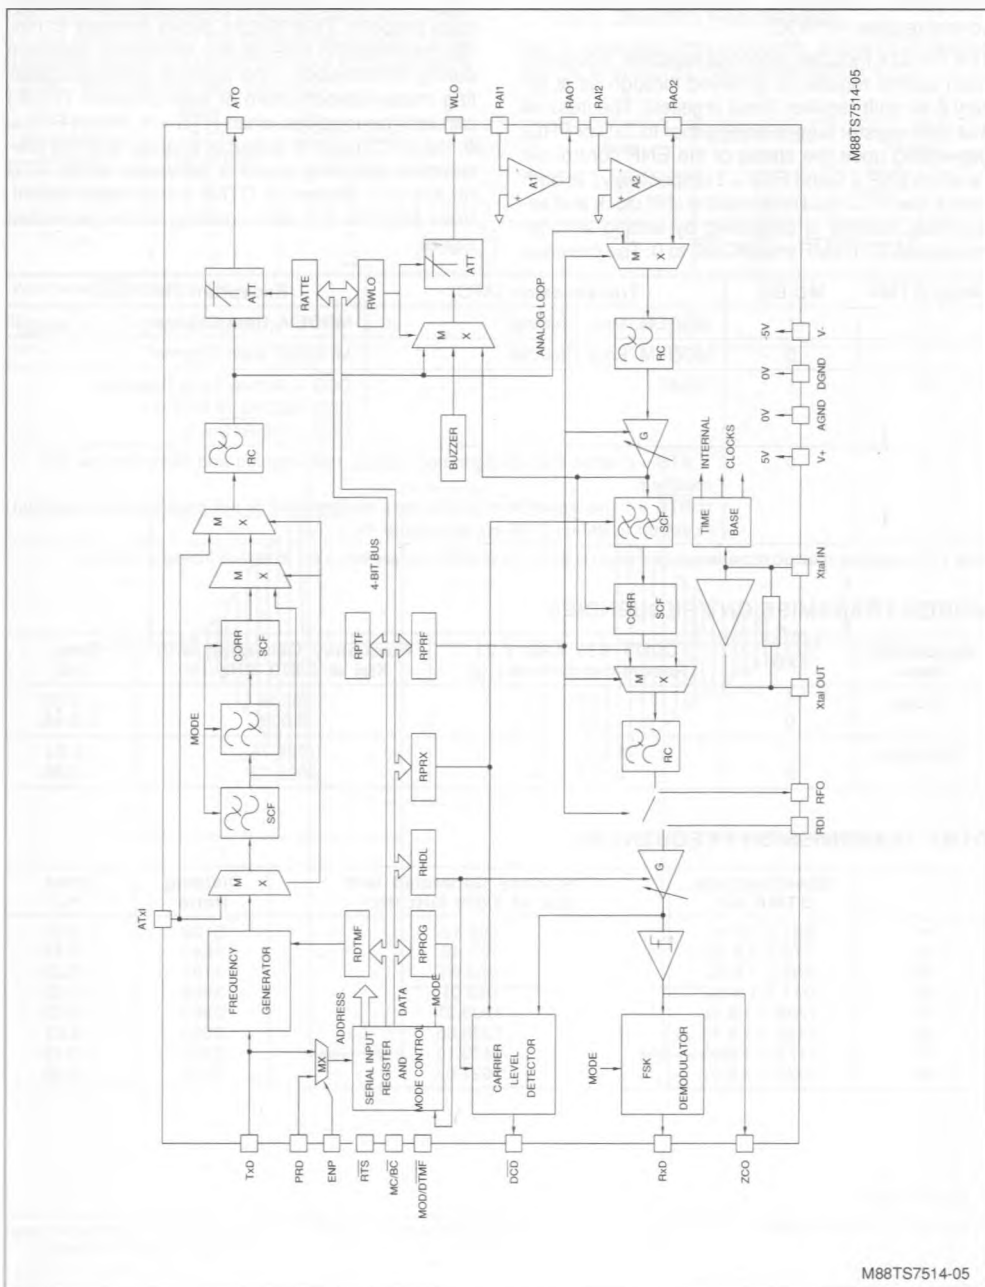 M88TS7514-05
ATxI
TxD
PRD
ENP
RTS
MC/BC
MOD/DTMF
DCD
RxD
ZCO
FREQUENCY
GENERATOR
MX
SERIAL INPUT
REGISTER
AND
MODE CONTROL
ADDRESS
DATA
MODE
CARRIER
LEVEL
DETECTOR
MODE
FSK
DEMODULATOR
M
X
RDTMF
RPROG
RHDL
RPRX
RPTF
RPRF
4-BIT BUS
SCF
MODE
CORR
SCF
M
X
M
X
RC
G
RDI
RFO
RC
M
X
CORR
SCF
SCF
G
RC
M
X
ANALOG LOOP
TIME
BASE
INTERNAL
CLOCKS
Xtal OUT
Xtal IN
V+
5V
AGND
0V
DGND
0V
V-
-5V
BUZZER
M
X
RATTE
RWLO
ATT
ATT
A1
A2
ATO
WLO
RAI1
RAO1
RAI2
RAO2
M88TS7514-05